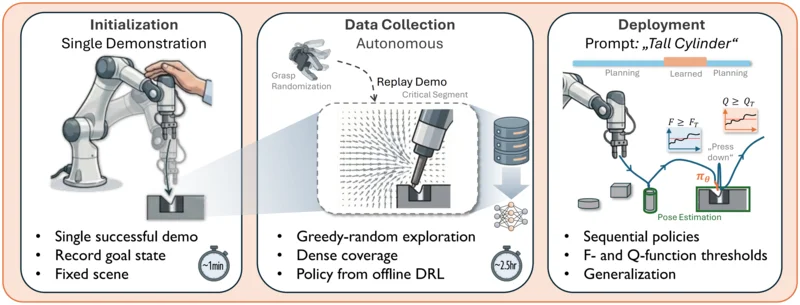 Initialization
Single Demonstration
• Single successful demo
• Record goal state
• Fixed scene
~1min
Data Collection
Autonomous
Grasp
Randomization
Replay Demo
Critical Segment
• Greedy-random exploration
• Dense coverage
• Policy from offline DRL
~2.5hr
Deployment
Prompt: „Tall Cylinder“
Planning
Learned
Planning
F ≥ F_T
Q ≥ Q_T
„Press
down“
π_θ
Pose Estimation
• Sequential policies
• F- and Q-function thresholds
• Generalization